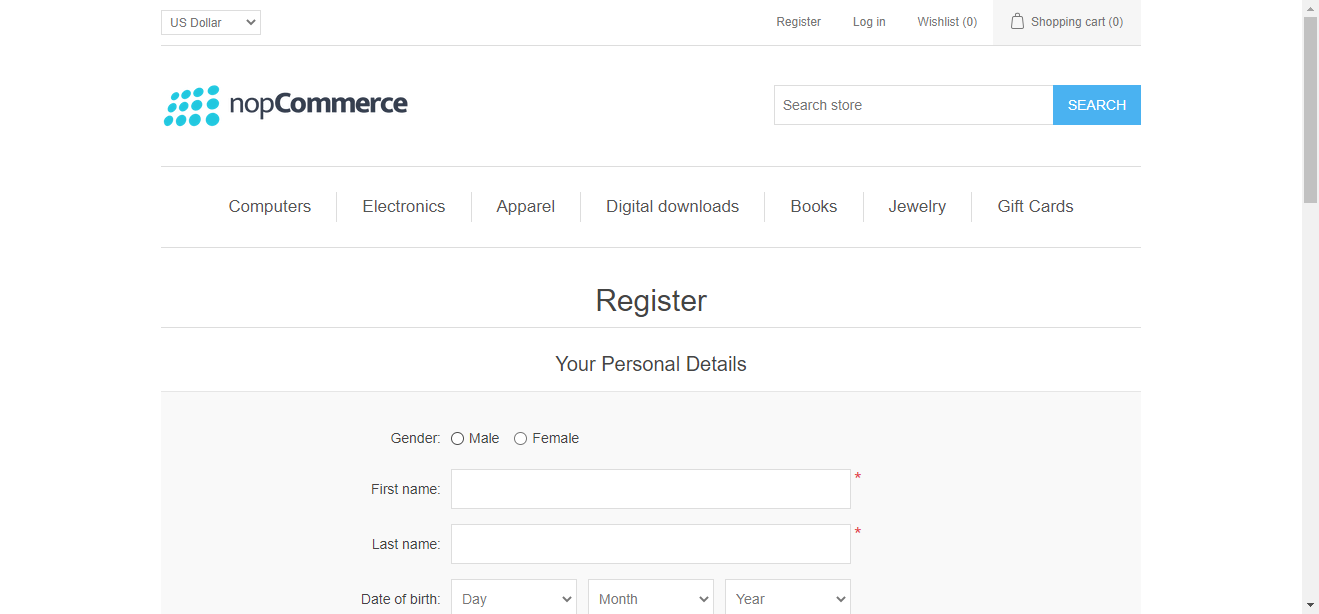 US Dollar Register Log in Wishlist (0) Shopping cart (0)
nopCommerce Search store SEARCH
Computers Electronics Apparel Digital downloads Books Jewelry Gift Cards
Register
Your Personal Details
Gender: Male Female
First name: *
Last name: *
Date of birth: Day Month Year